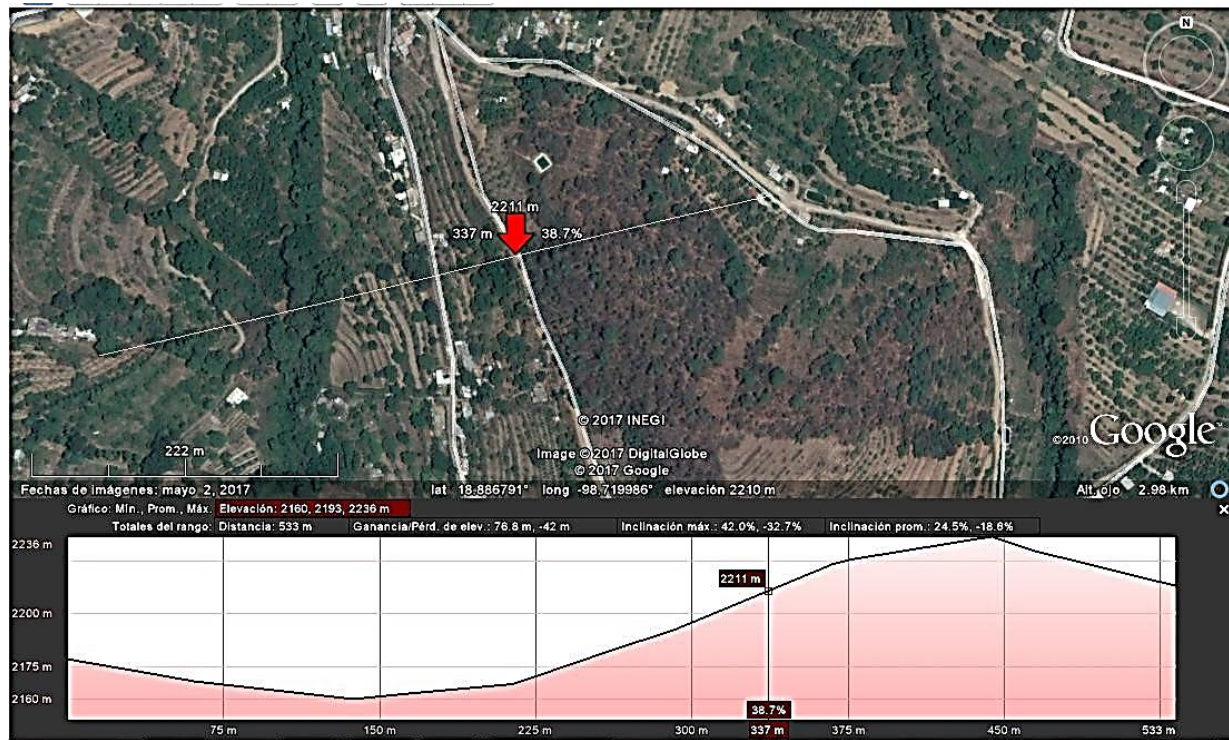 N
2211 m
337 m 38.7%
© 2017 INEGI
222 m
Image © 2017 DigitalGlobe
© 2017 Google
©2010 Google
Fechas de imágenes: mayo 2, 2017 lat 18.886791° long -98.719986° elevación 2210 m Alt. ojo 2.98 km
Gráfico: Mín., Prom., Máx. Elevación: 2160, 2193, 2236 m
Totales del rango: Distancia: 533 m Ganancia/Pérd. de elev.: 76.8 m, -42 m Inclinación máx.: 42.0%, -32.7% Inclinación prom.: 24.5%, -18.6%
2236 m
2211 m
2200 m
2175 m
2160 m
38.7%
75 m 150 m 225 m 300 m 337 m 375 m 450 m 533 m